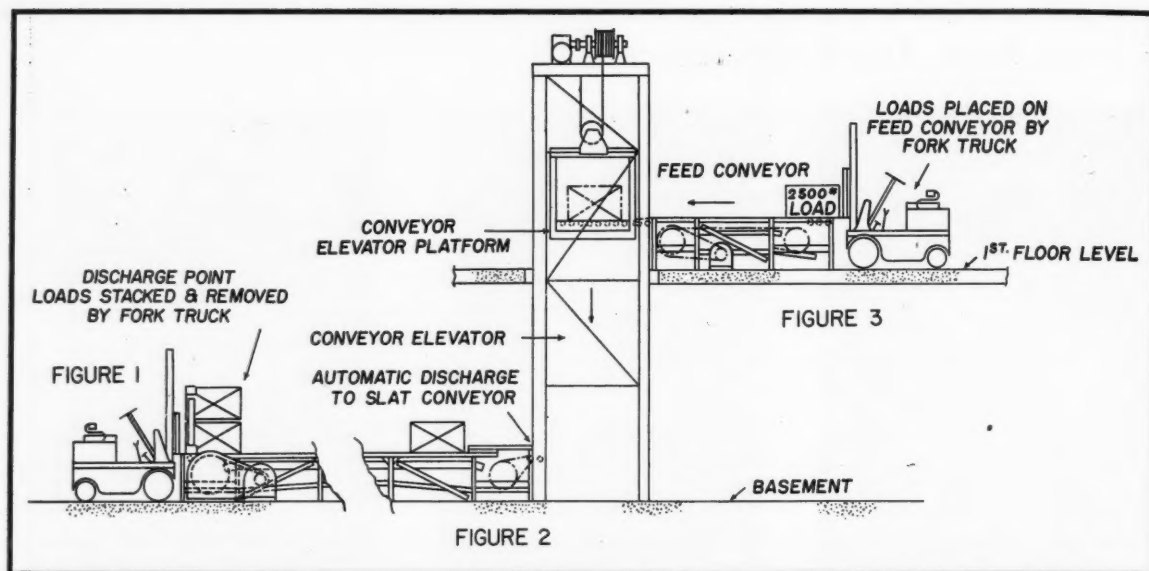 LOADS PLACED ON
FEED CONVEYOR BY
FORK TRUCK
FEED CONVEYOR
2500#
LOAD
CONVEYOR
ELEVATOR PLATFORM
1ST. FLOOR LEVEL
DISCHARGE POINT
LOADS STACKED & REMOVED
BY FORK TRUCK
FIGURE 3
CONVEYOR ELEVATOR
FIGURE 1
AUTOMATIC DISCHARGE
TO SLAT CONVEYOR
BASEMENT
FIGURE 2